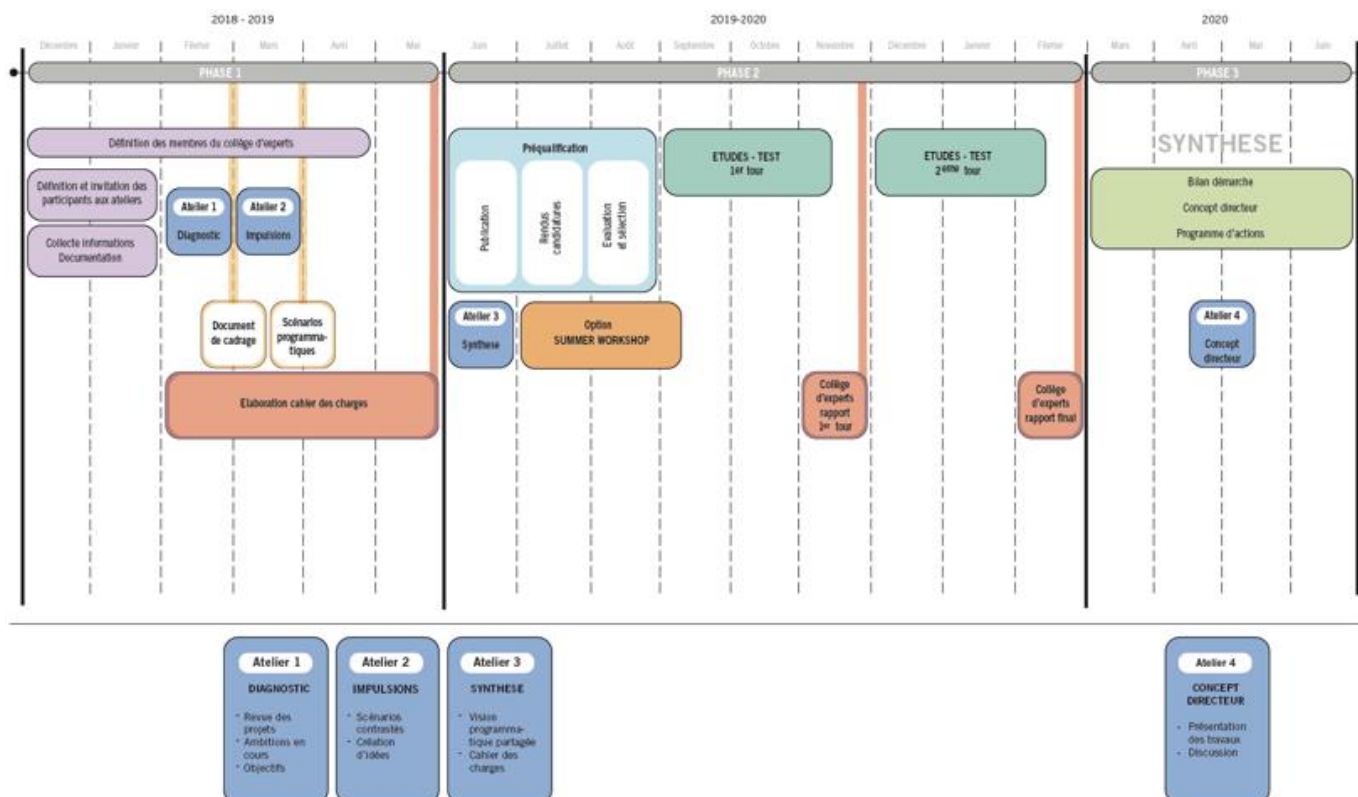 2018 - 2019
2019-2020
2020
Décembre
Janvier
Février
Mars
Avril
Mai
Juin
Juillet
Août
Septembre
Octobre
Novembre
Décembre
Janvier
Février
Mars
Avril
Mai
Juin
PHASE 1
PHASE 2
PHASE 3
Définition des membres du collège d'experts
Définition et invitation des
participants aux ateliers
Collecte informations
Documentation
Atelier 1
Diagnostic
Atelier 2
Impulsions
Document
de cadrage
Scénarios
programma-
tiques
Elaboration cahier des charges
Préqualification
Publication
Rendus
candidatures
Evaluation
et sélection
Atelier 3
Synthese
Option
SUMMER WORKSHOP
ETUDES - TEST
1er tour
ETUDES - TEST
2ème tour
Collège
d'experts
rapport
1er tour
Collège
d'experts
rapport final
SYNTHESE
Bilan démarche
Concept directeur
Programme d'actions
Atelier 4
Concept
directeur
Atelier 1
DIAGNOSTIC
- Revue des
projets
- Ambitions en
cours
- Objectifs
Atelier 2
IMPULSIONS
- Scénarios
contrastés
- Création
d'idées
Atelier 3
SYNTHESE
- Vision
programma-
tique partagée
- Cahier des
charges
Atelier 4
CONCEPT
DIRECTEUR
- Présentation
des travaux
- Discussion